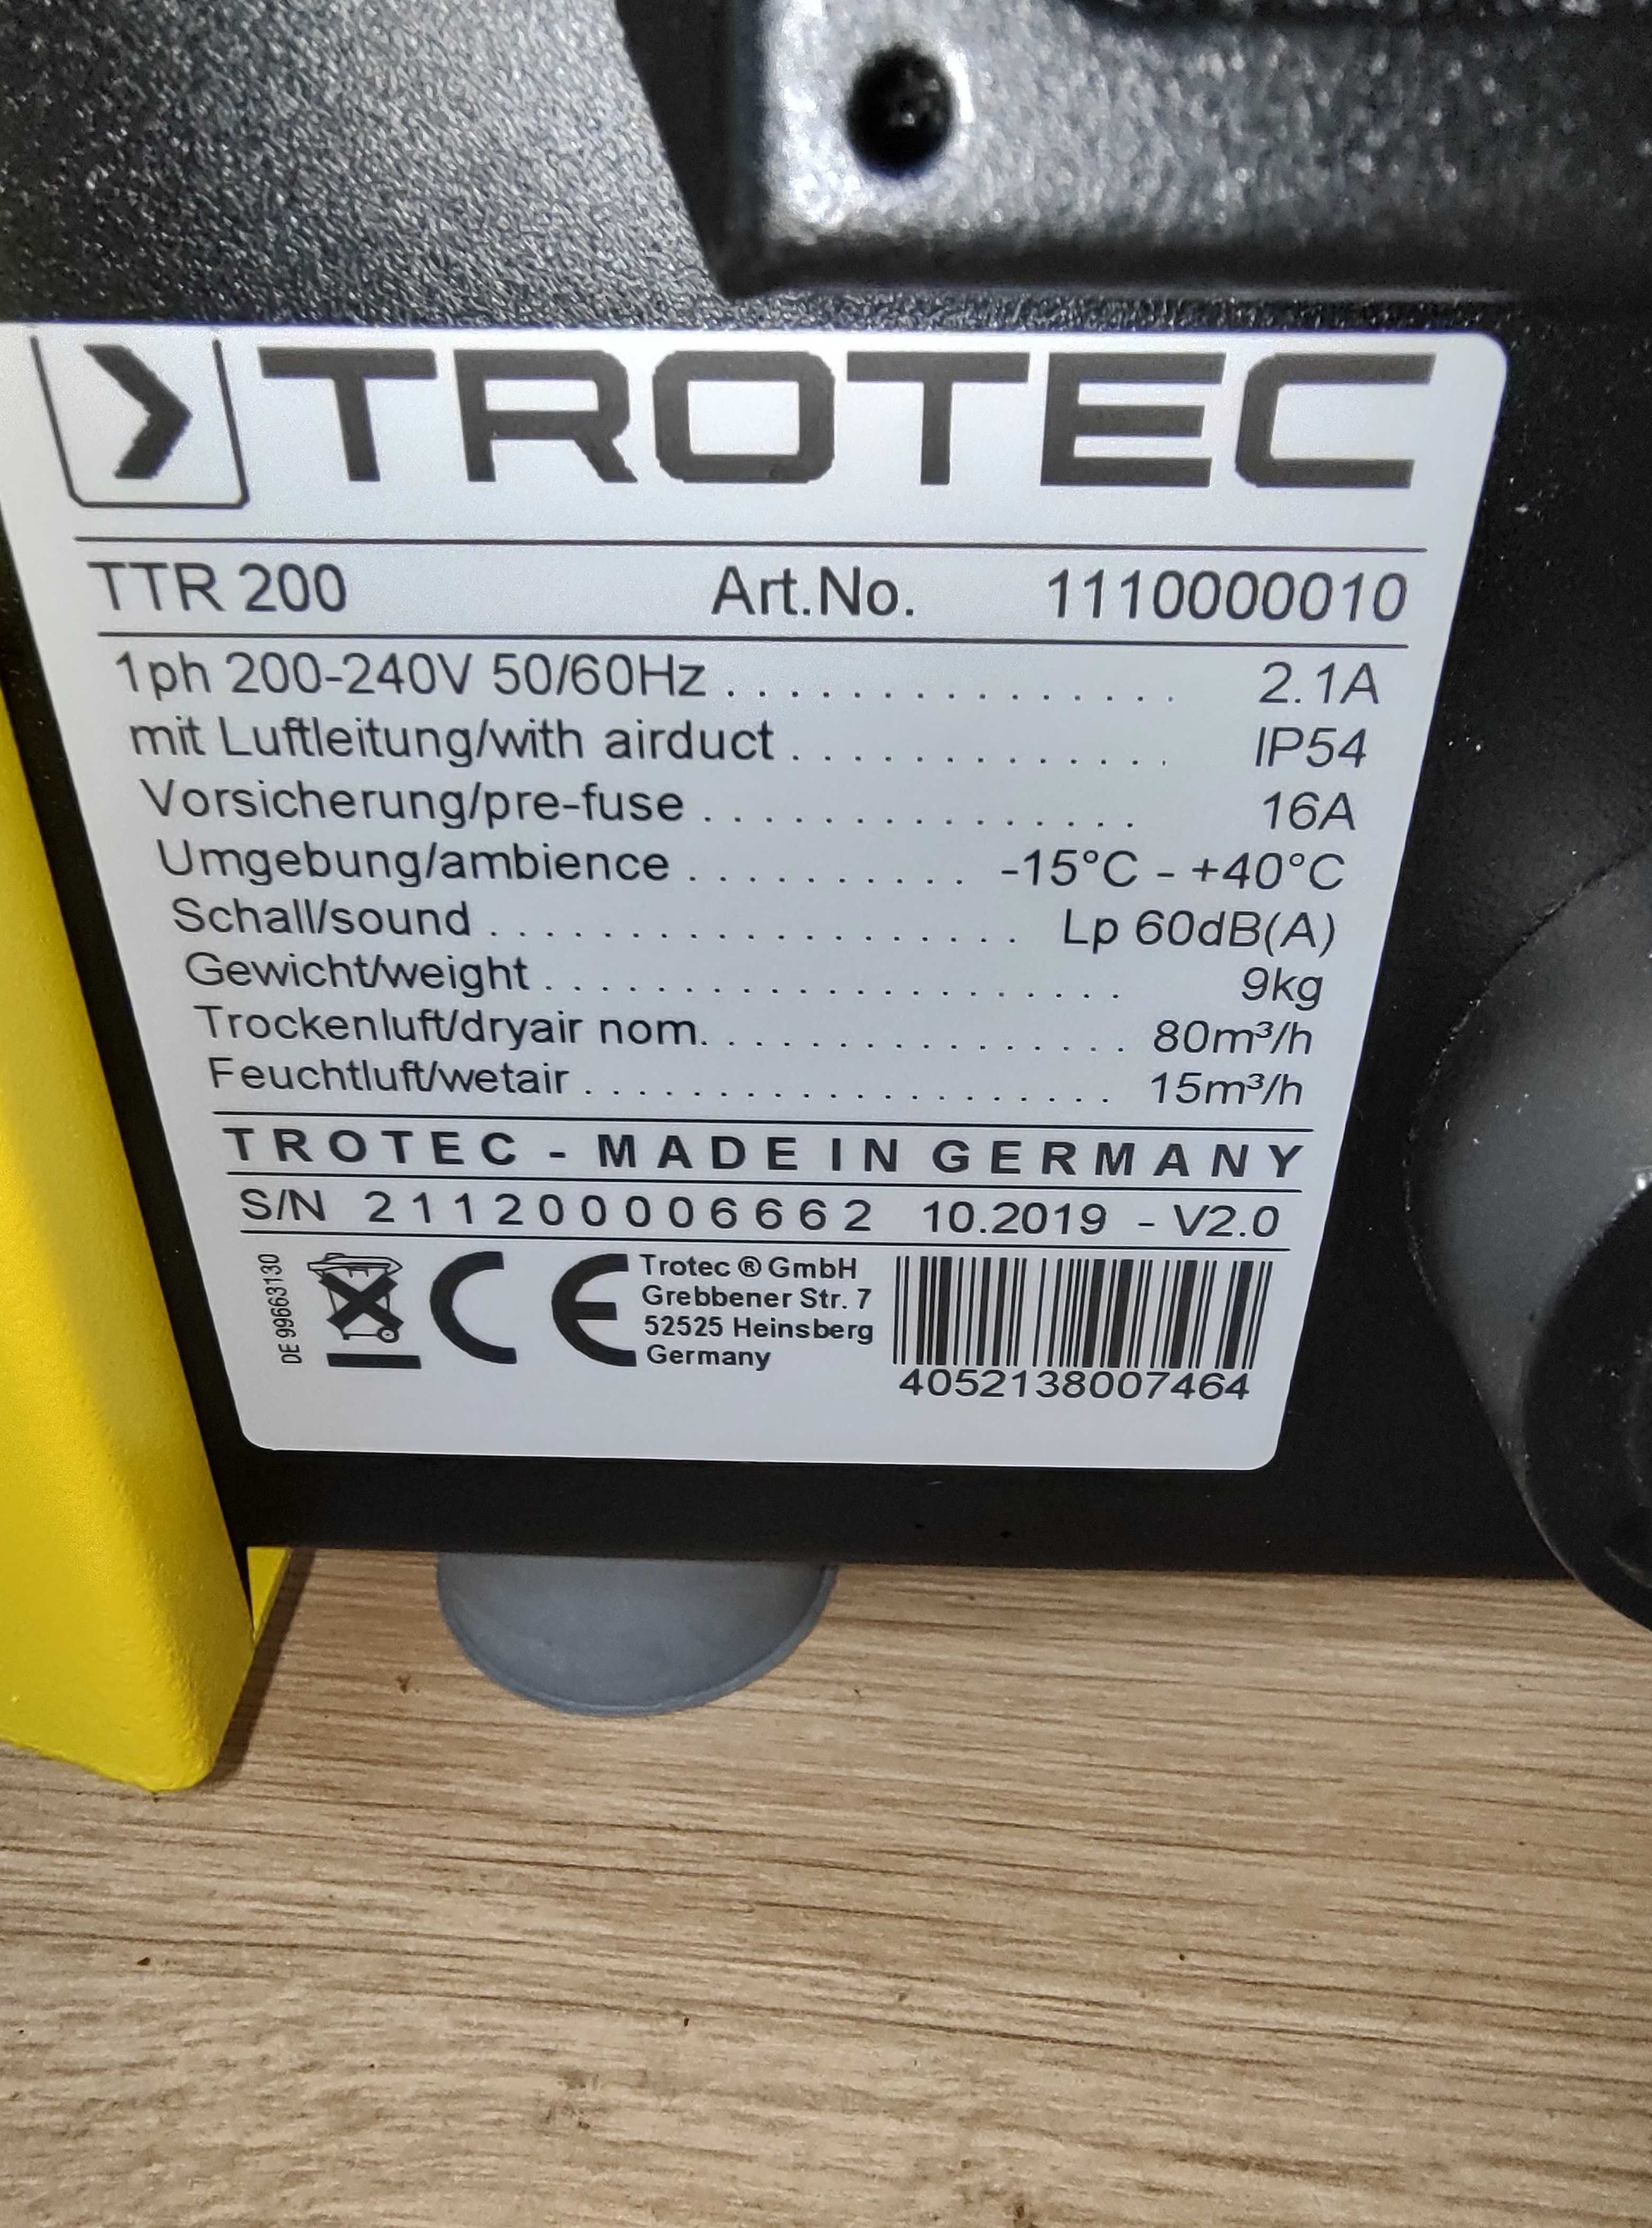 TROTEC
TTR 200 Art.No. 1110000010
1ph 200-240V 50/60Hz . . . . . . . . . . . . . . . . . 2.1A
mit Luftleitung/with airduct . . . . . . . . . . . . . . IP54
Vorsicherung/pre-fuse . . . . . . . . . . . . . . . . 16A
Umgebung/ambience . . . . . . . . . . -15°C - +40°C
Schall/sound . . . . . . . . . . . . . . . . . . . . Lp 60dB(A)
Gewicht/weight . . . . . . . . . . . . . . . . . . . . . 9kg
Trockenluft/dryair nom. . . . . . . . . . . . . . . . . 80m³/h
Feuchtluft/wetair . . . . . . . . . . . . . . . . . . . . 15m³/h
TROTEC - MADE IN GERMANY
S/N 211200006662 10.2019 - V2.0
DE 99663130
CE
Trotec ® GmbH
Grebbener Str. 7
52525 Heinsberg
Germany
4052138007464